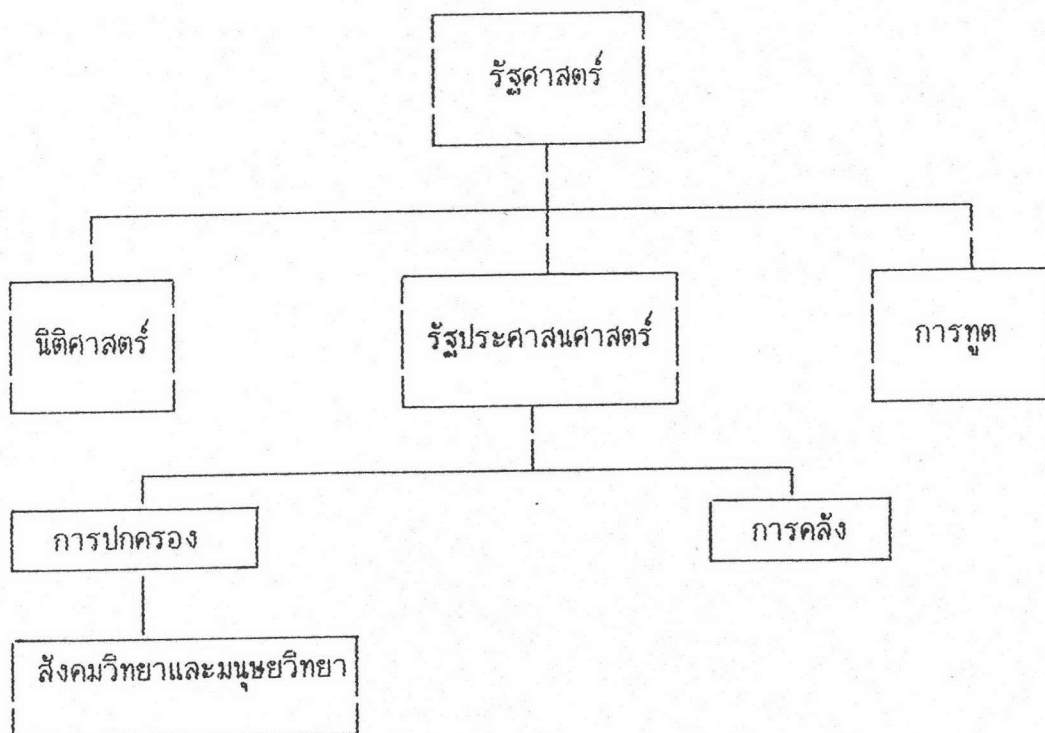 รัฐศาสตร์
นิติศาสตร์
รัฐประศาสนศาสตร์
การทูต
การปกครอง
การคลัง
สังคมวิทยาและมนุษยวิทยา